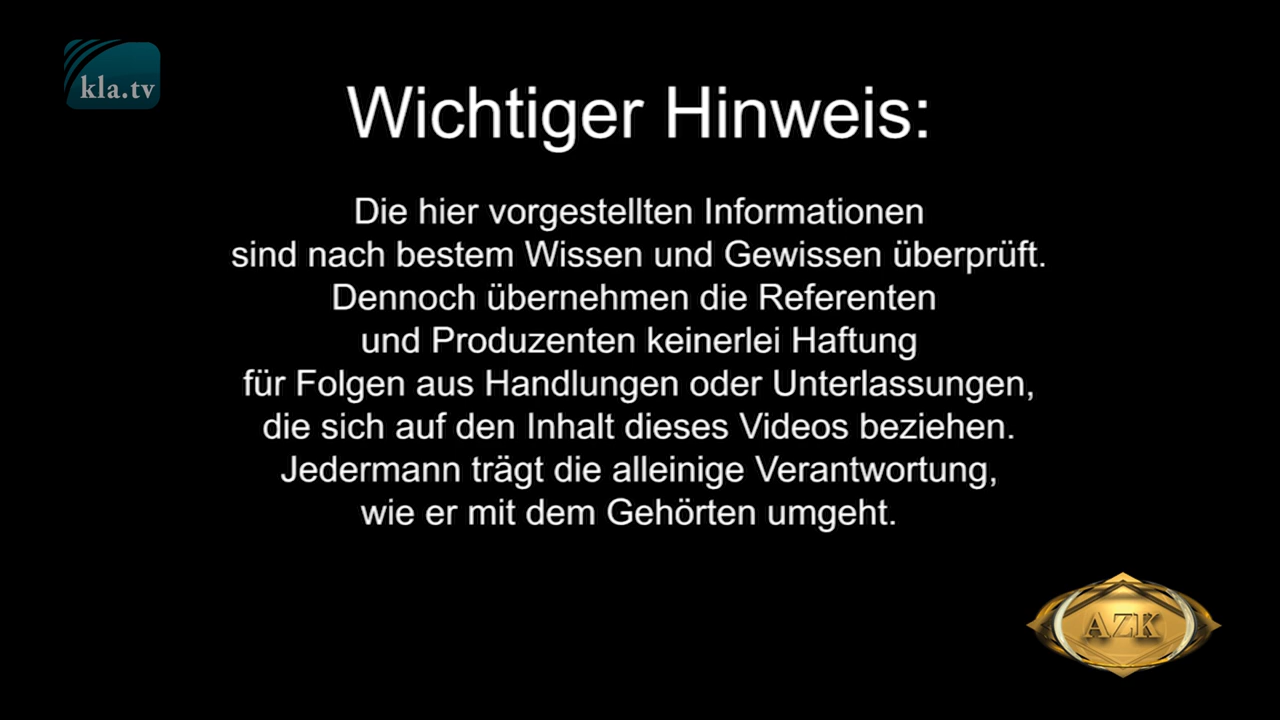 kla.tv
Wichtiger Hinweis:
Die hier vorgestellten Informationen
sind nach bestem Wissen und Gewissen überprüft.
Dennoch übernehmen die Referenten
und Produzenten keinerlei Haftung
für Folgen aus Handlungen oder Unterlassungen,
die sich auf den Inhalt dieses Videos beziehen.
Jedermann trägt die alleinige Verantwortung,
wie er mit dem Gehörten umgeht.
AZK